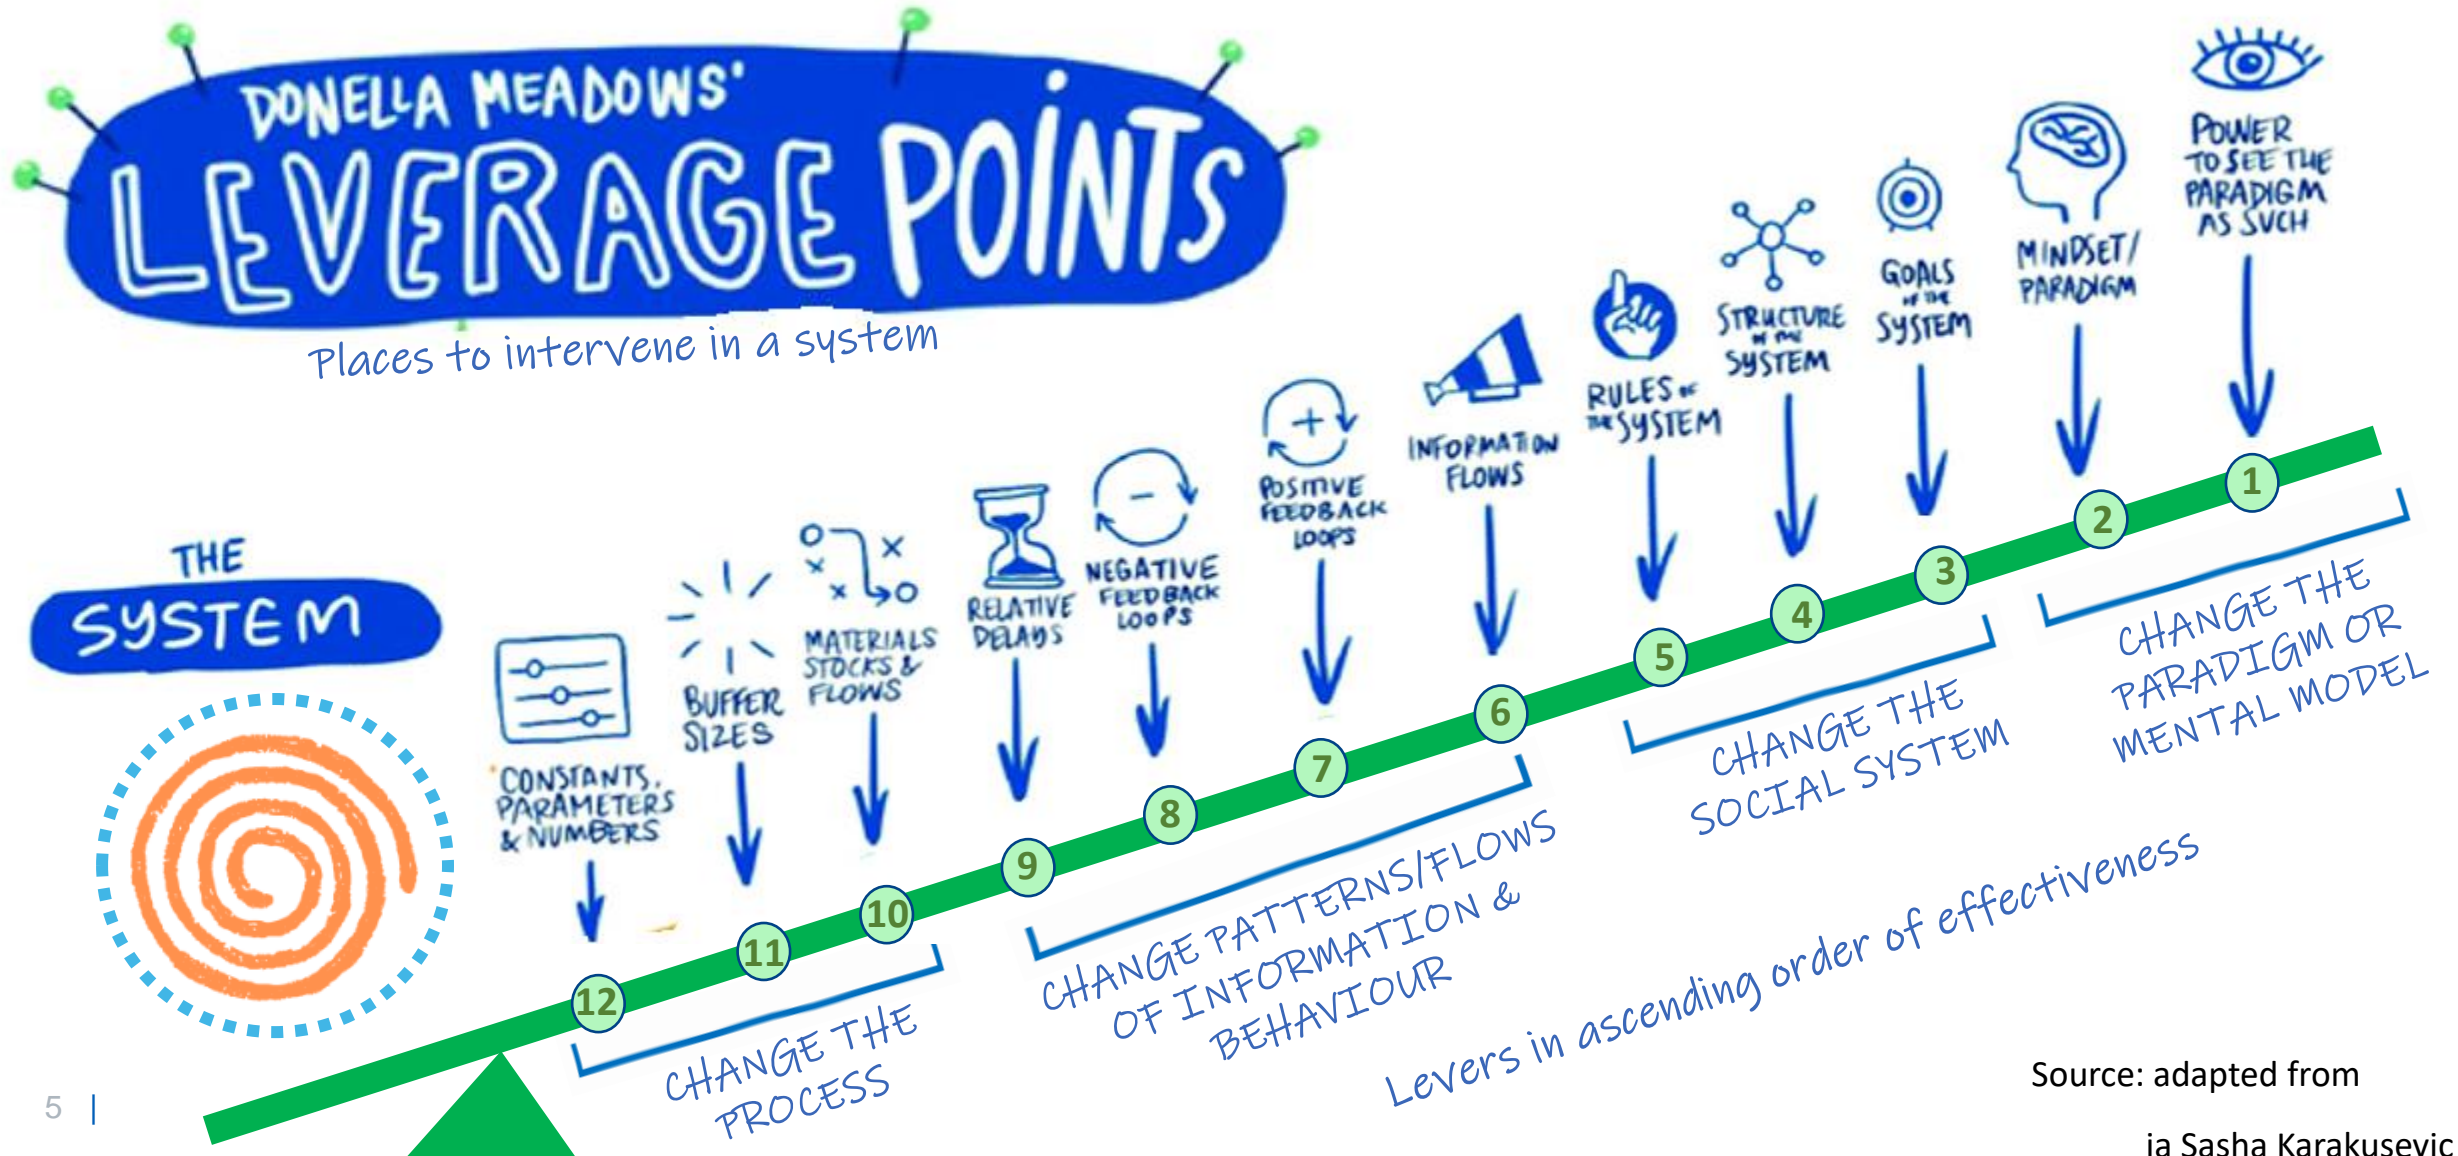 DONELLA MEADOWS'
LEVERAGE POINTS
Places to intervene in a system
THE
SYSTEM
CONSTANTS,
PARAMETERS
& NUMBERS
BUFFER
SIZES
MATERIALS
STOCKS &
FLOWS
RELATIVE
DELAYS
NEGATIVE
FEEDBACK
LOOPS
POSITIVE
FEEDBACK
LOOPS
INFORMATION
FLOWS
RULES OF
THE SYSTEM
STRUCTURE
OF THE
SYSTEM
GOALS
OF THE
SYSTEM
MINDSET/
PARADIGM
POWER
TO SEE THE
PARADIGM
AS SUCH
12
11
10
9
8
7
6
5
4
3
2
1
CHANGE THE
PROCESS
CHANGE PATTERNS/FLOWS
OF INFORMATION &
BEHAVIOUR
CHANGE THE
SOCIAL SYSTEM
CHANGE THE
PARADIGM OR
MENTAL MODEL
Levers in ascending order of effectiveness
Source: adapted from
ia Sasha Karakusevic
5 |